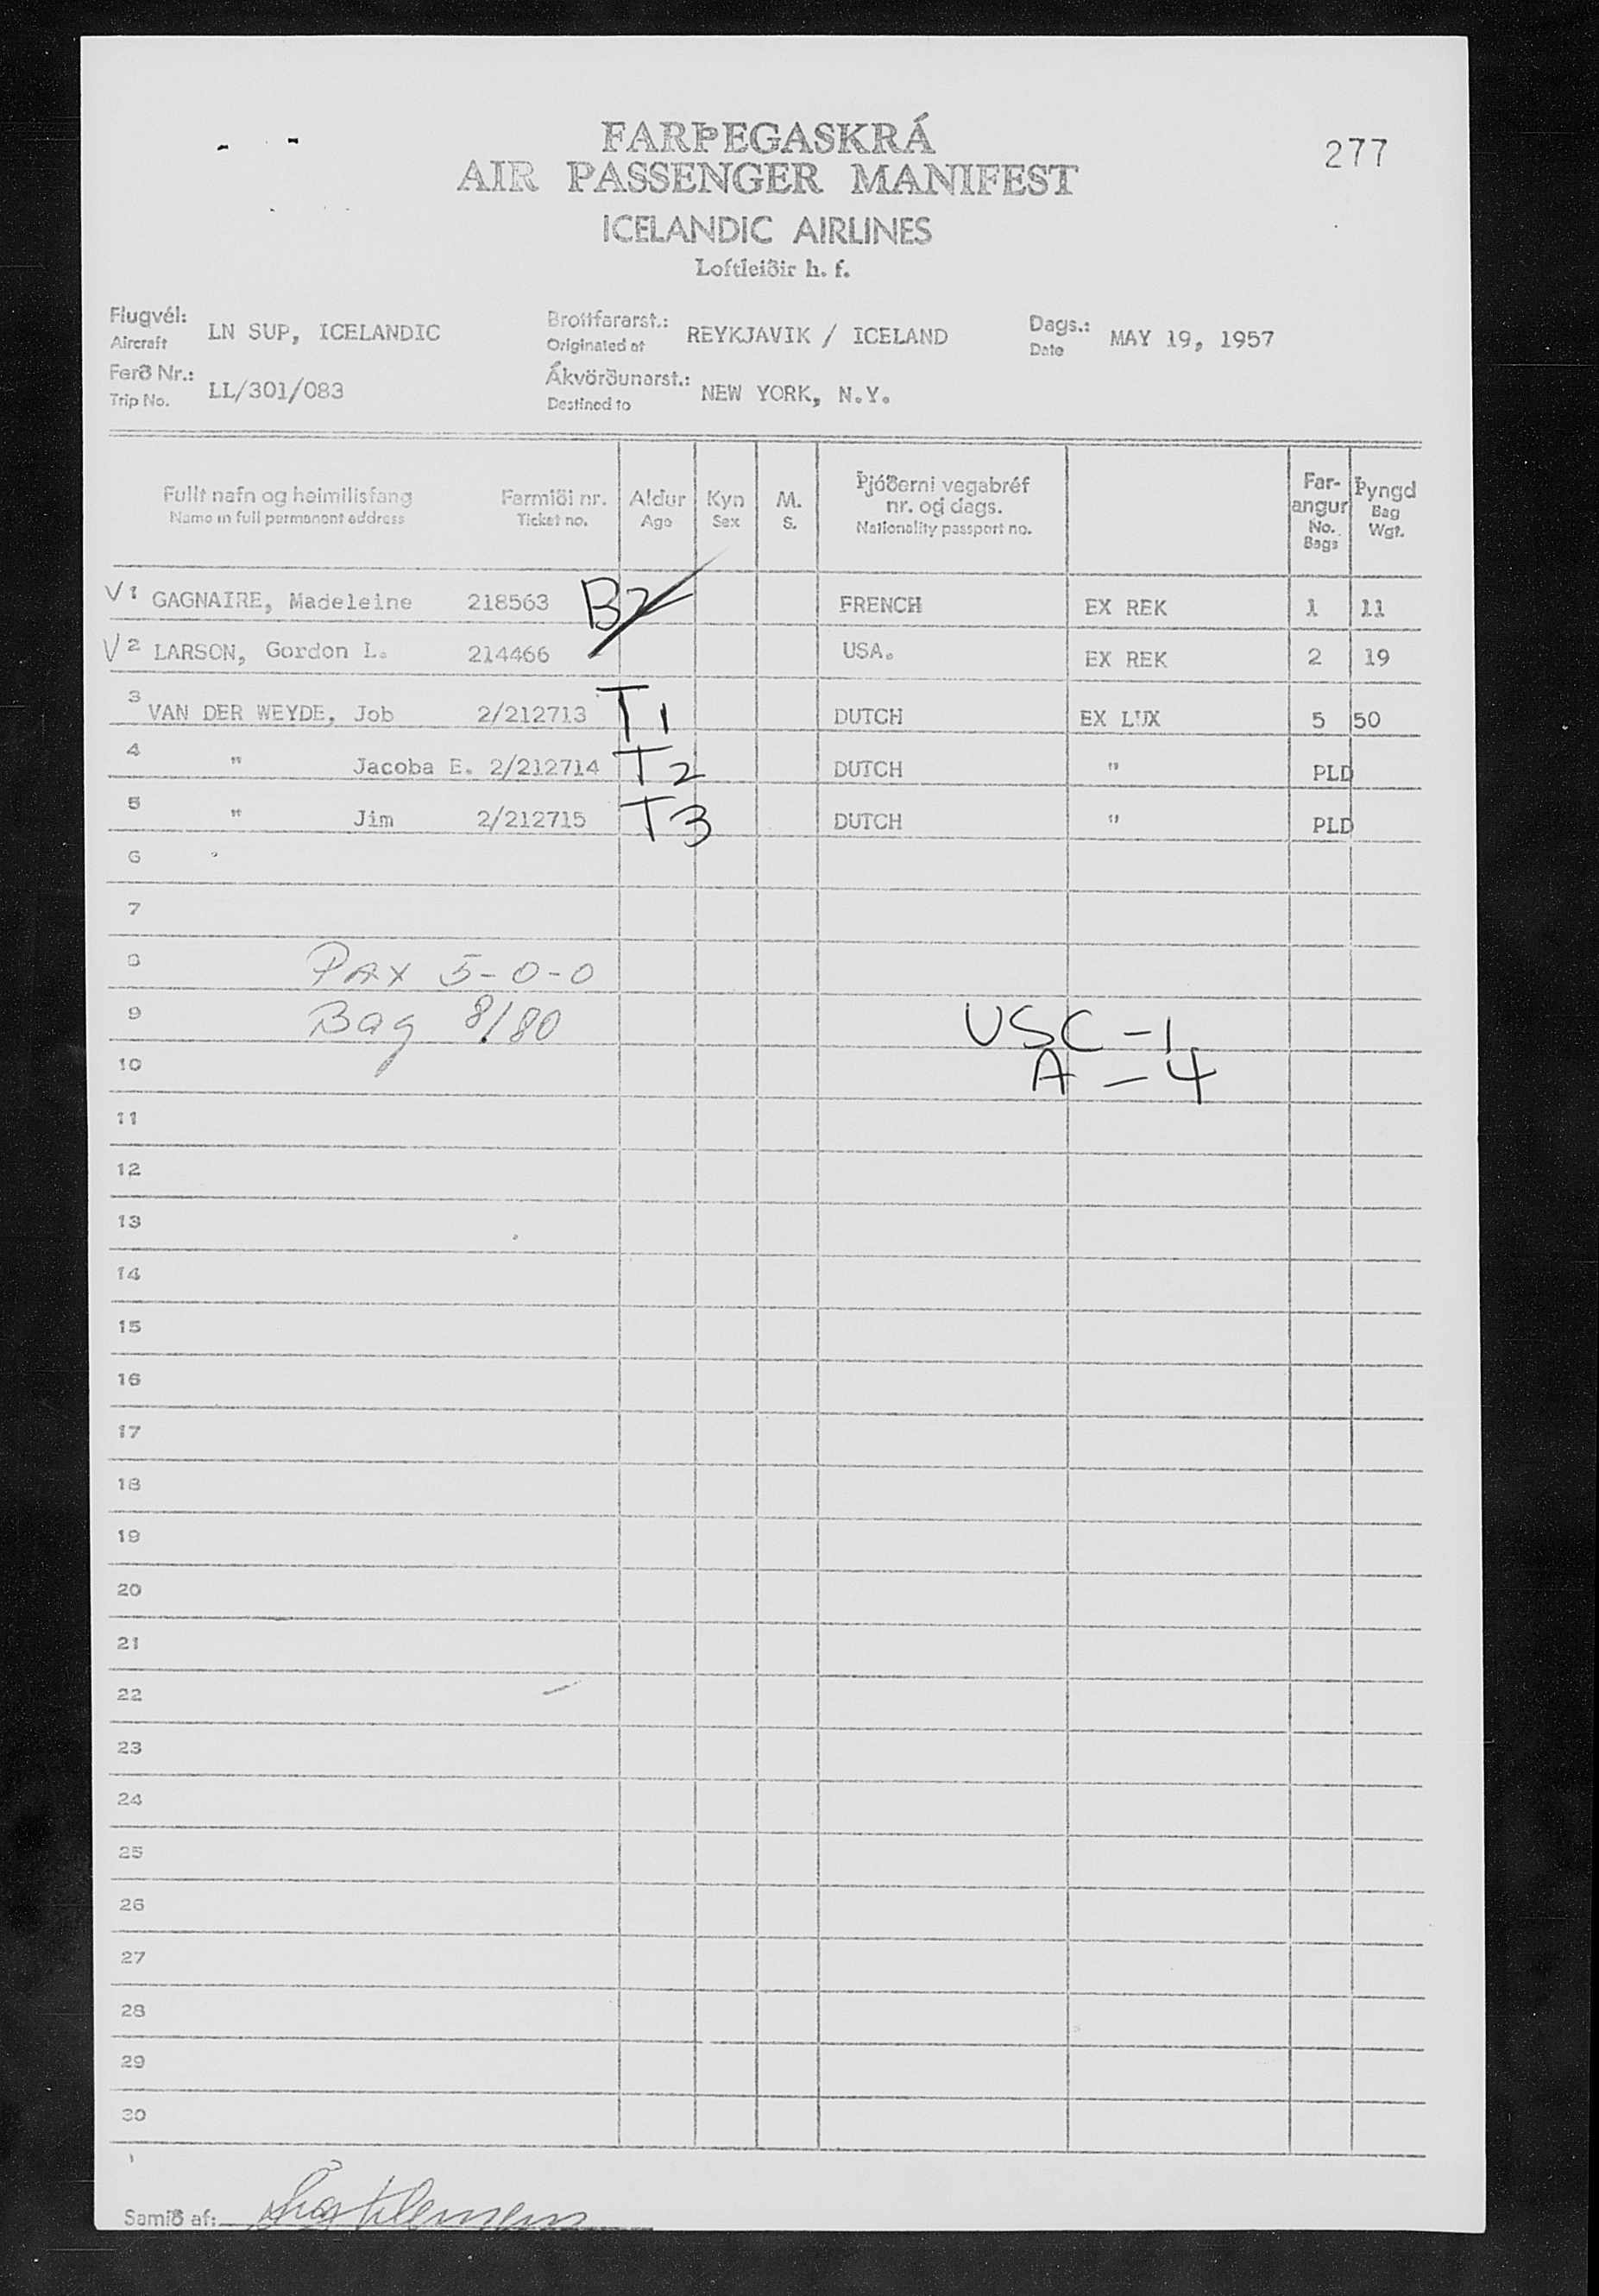 FARÞEGASKRÁ
277
AIR PASSENGER MANIFEST
ICELANDIC AIRLINES
Loftleiðir h. f.
Flugvél: Aircraft LN SUP, ICELANDIC
Brottfararst.: Originated at REYKJAVIK / ICELAND
Dags.: Date MAY 19, 1957
Ferð Nr.: Trip No. LL/301/083
Ákvörðunarst.: Destined to NEW YORK, N.Y.
Fullt nafn og heimilisfang Farmiði nr. Aldur Kyn M. Þjóðerni vegabréf nr. og dags. Far-angur Þyngd
Name in full permanent address Ticket no. Age Sex S. Nationality passport no. No. Bags Bag Wgt.
V 1 GAGNAIRE, Madeleine 218563 B2 FRENCH EX REK 1 11
V 2 LARSON, Gordon L. 214466 USA. EX REK 2 19
3 VAN DER WEYDE, Job 2/212713 T1 DUTCH EX LUX 5 50
4 " Jacoba E. 2/212714 T2 DUTCH " PLD
5 " Jim 2/212715 T3 DUTCH " PLD
6
7
8 PAX 5-0-0
9 Bag 8/80 USC - 1
10 A - 4
11
12
13
14
15
16
17
18
19
20
21
22
23
24
25
26
27
28
29
30
Samið af: